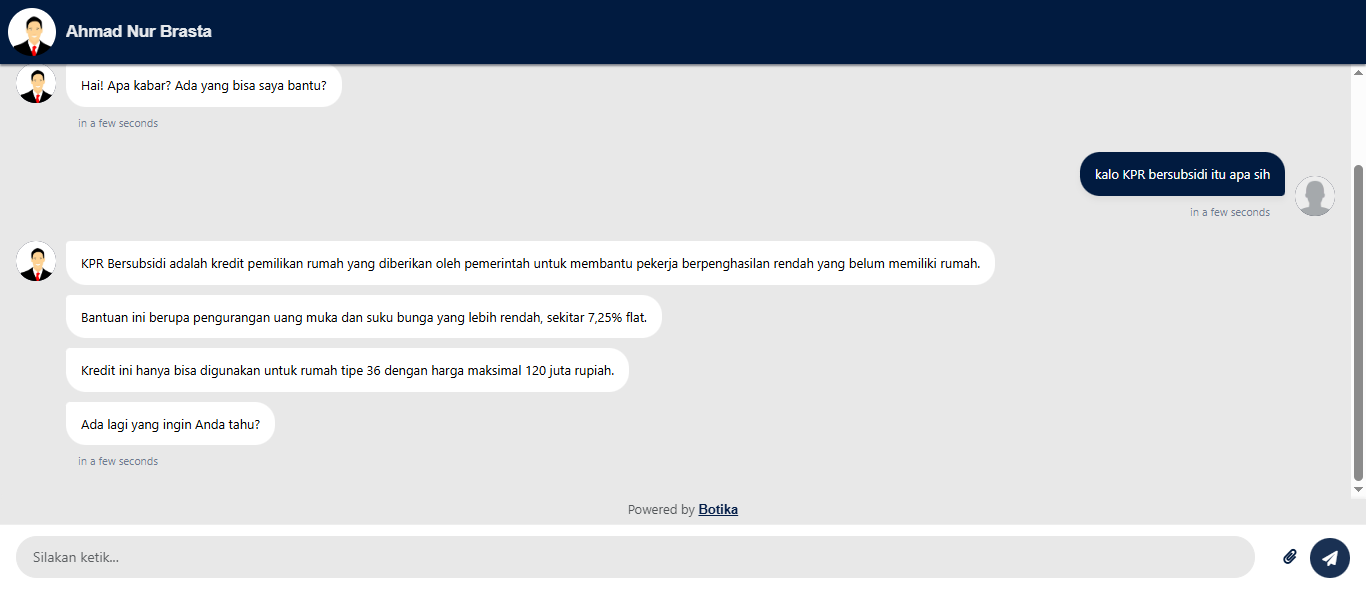 Ahmad Nur Brasta
Hai! Apa kabar? Ada yang bisa saya bantu?
in a few seconds
kalo KPR bersubsidi itu apa sih
in a few seconds
KPR Bersubsidi adalah kredit pemilikan rumah yang diberikan oleh pemerintah untuk membantu pekerja berpenghasilan rendah yang belum memiliki rumah.
Bantuan ini berupa pengurangan uang muka dan suku bunga yang lebih rendah, sekitar 7,25% flat.
Kredit ini hanya bisa digunakan untuk rumah tipe 36 dengan harga maksimal 120 juta rupiah.
Ada lagi yang ingin Anda tahu?
in a few seconds
Powered by Botika
Silakan ketik...